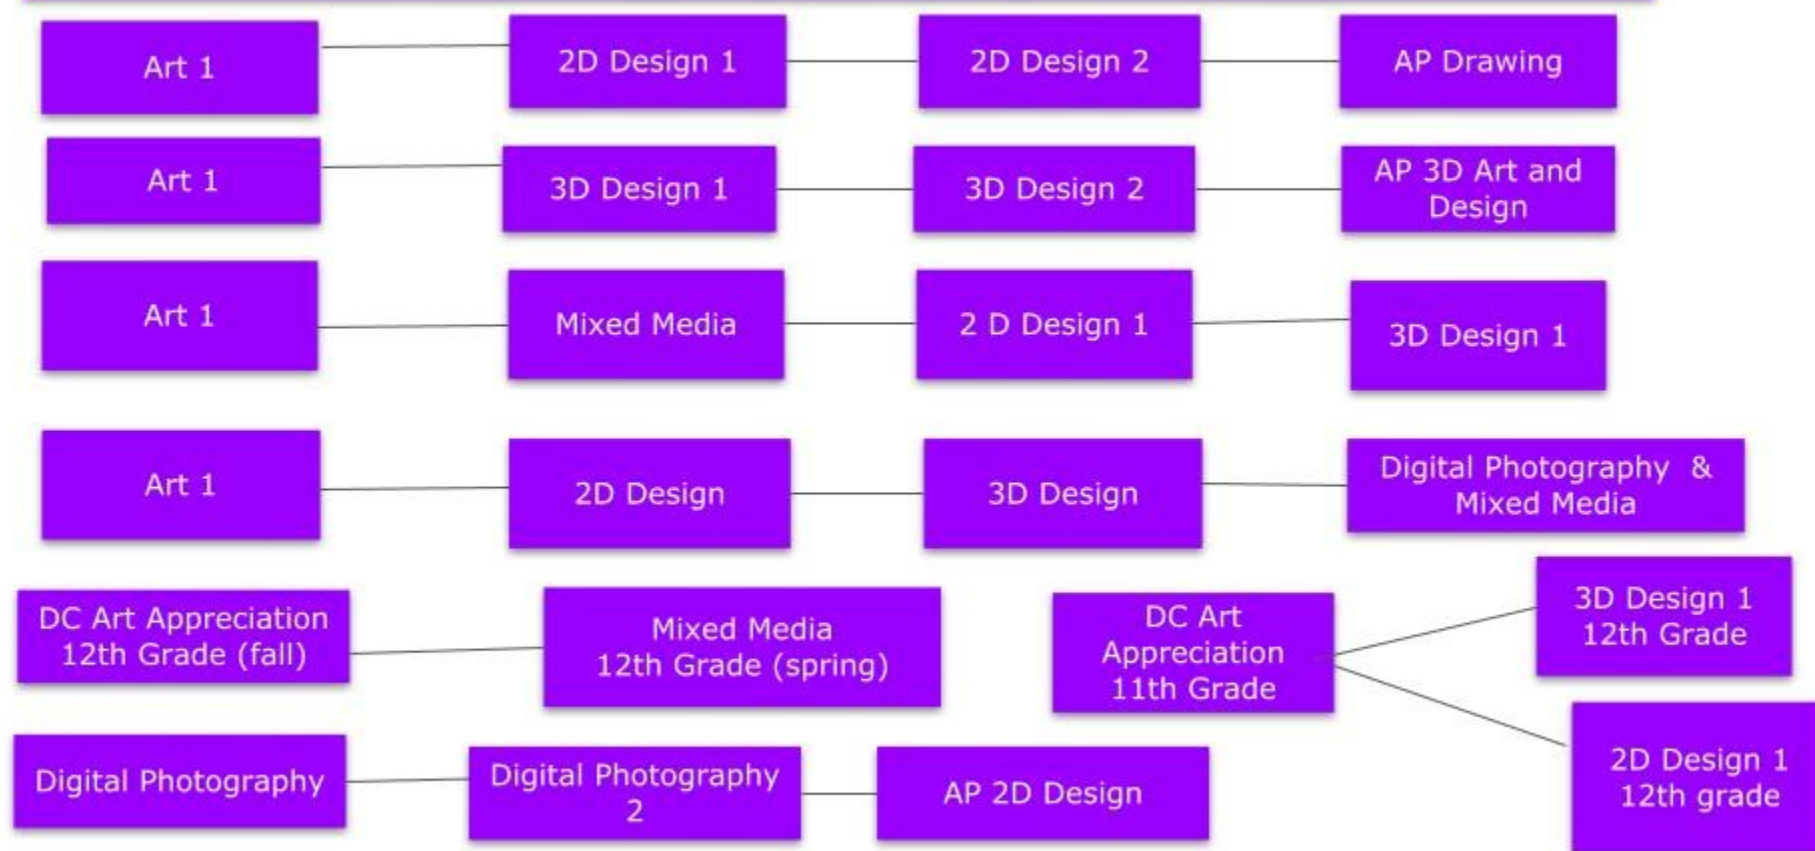 Art 1
2D Design 1
2D Design 2
AP Drawing
Art 1
3D Design 1
3D Design 2
AP 3D Art and
Design
Art 1
Mixed Media
2 D Design 1
3D Design 1
Art 1
2D Design
3D Design
Digital Photography &
Mixed Media
DC Art Appreciation
12th Grade (fall)
Mixed Media
12th Grade (spring)
DC Art
Appreciation
11th Grade
3D Design 1
12th Grade
2D Design 1
12th grade
Digital Photography
Digital Photography
2
AP 2D Design